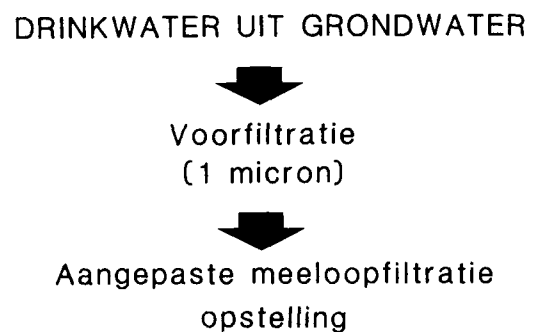 DRINKWATER UIT GRONDWATER
Voorfiltratie
(1 micron)
Aangepaste meeloopfiltratie
opstelling